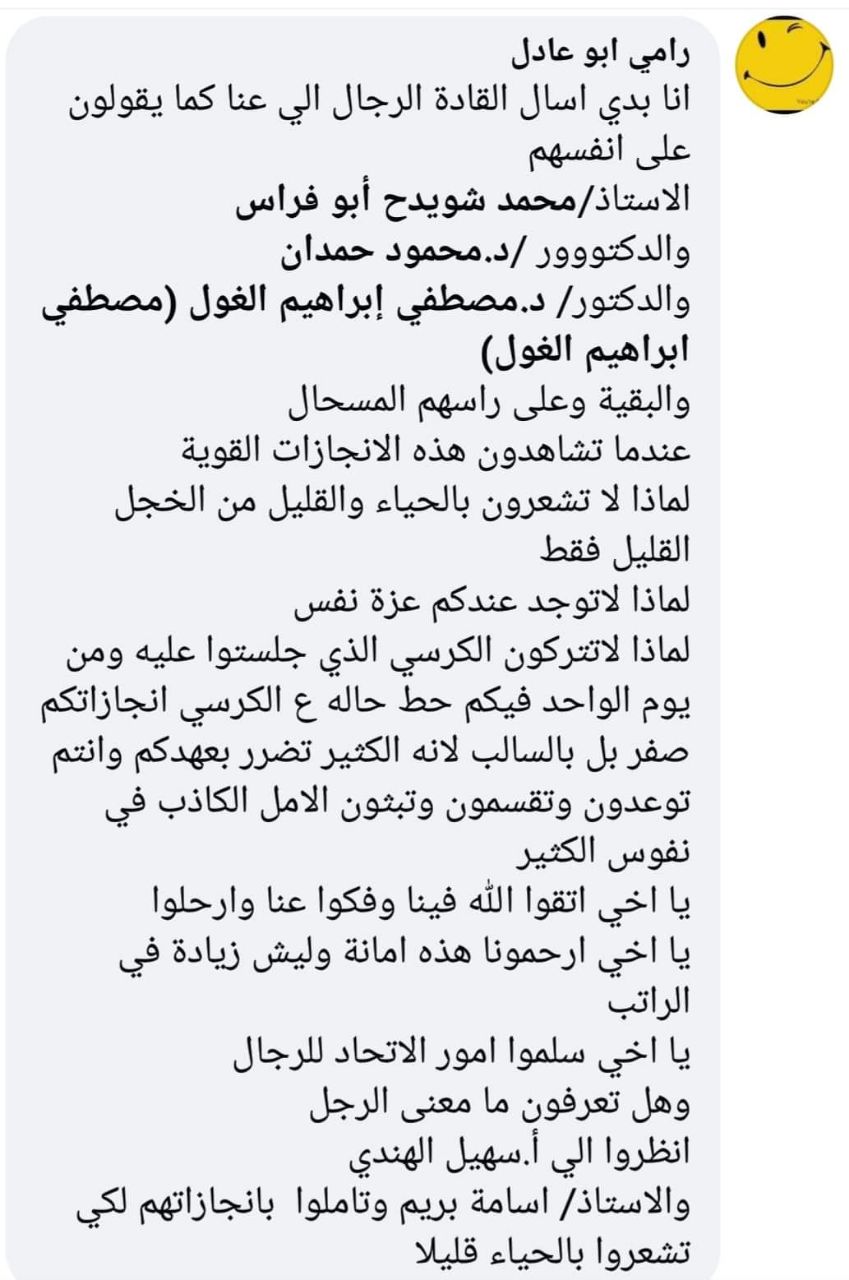 رامي ابو عادل
انا بدي اسال القادة الرجال الي عنا كما يقولون
على انفسهم
الاستاذ/محمد شويدح أبو فراس
والدكتووور /د.محمود حمدان
والدكتور/ د.مصطفي إبراهيم الغول (مصطفي
ابراهيم الغول)
والبقية وعلى راسهم المسحال
عندما تشاهدون هذه الانجازات القوية
لماذا لا تشعرون بالحياء والقليل من الخجل
القليل فقط
لماذا لاتوجد عندكم عزة نفس
لماذا لاتتركون الكرسي الذي جلستوا عليه ومن
يوم الواحد فيكم حط حاله ع الكرسي انجازاتكم
صفر بل بالسالب لانه الكثير تضرر بعهدكم وانتم
توعدون وتقسمون وتبثون الامل الكاذب في
نفوس الكثير
يا اخي اتقوا الله فينا وفكوا عنا وارحلوا
يا اخي ارحمونا هذه امانة وليش زيادة في
الراتب
يا اخي سلموا امور الاتحاد للرجال
وهل تعرفون ما معنى الرجل
انظروا الي أ.سهيل الهندي
والاستاذ/ اسامة بريم وتاملوا بانجازاتهم لكي
تشعروا بالحياء قليلا